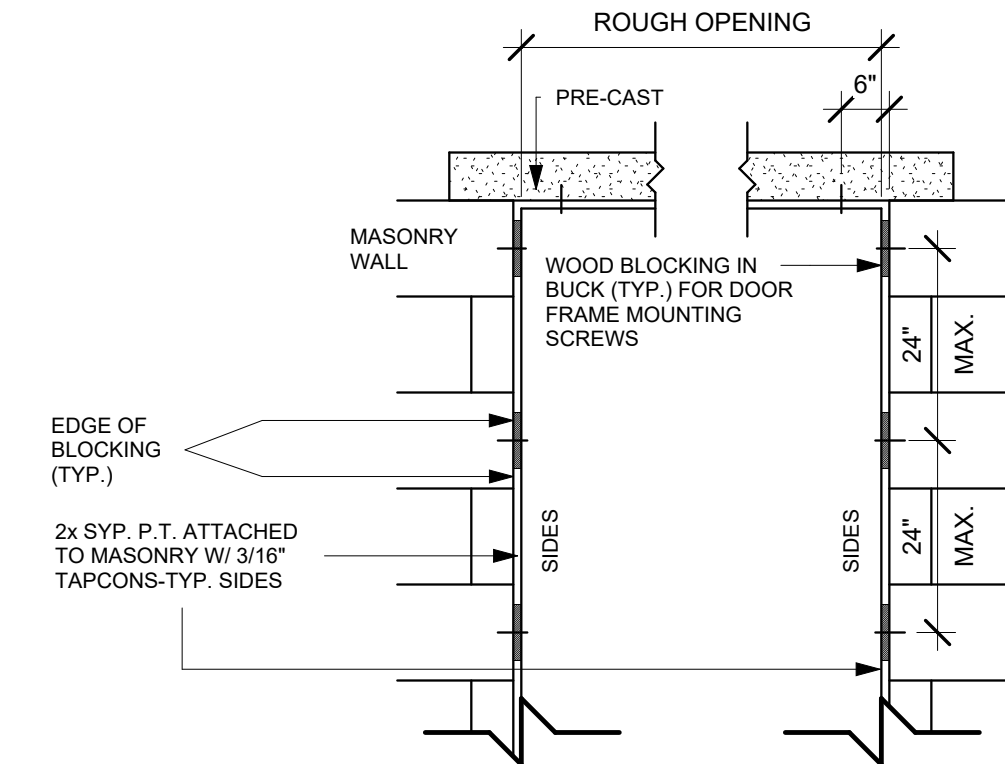 ROUGH OPENING
6"
PRE-CAST
MASONRY
WALL
WOOD BLOCKING IN
BUCK (TYP.) FOR DOOR
FRAME MOUNTING
SCREWS
24"
MAX.
EDGE OF
BLOCKING
(TYP.)
2x SYP. P.T. ATTACHED
TO MASONRY W/ 3/16"
TAPCONS-TYP. SIDES
SIDES
SIDES
24"
MAX.